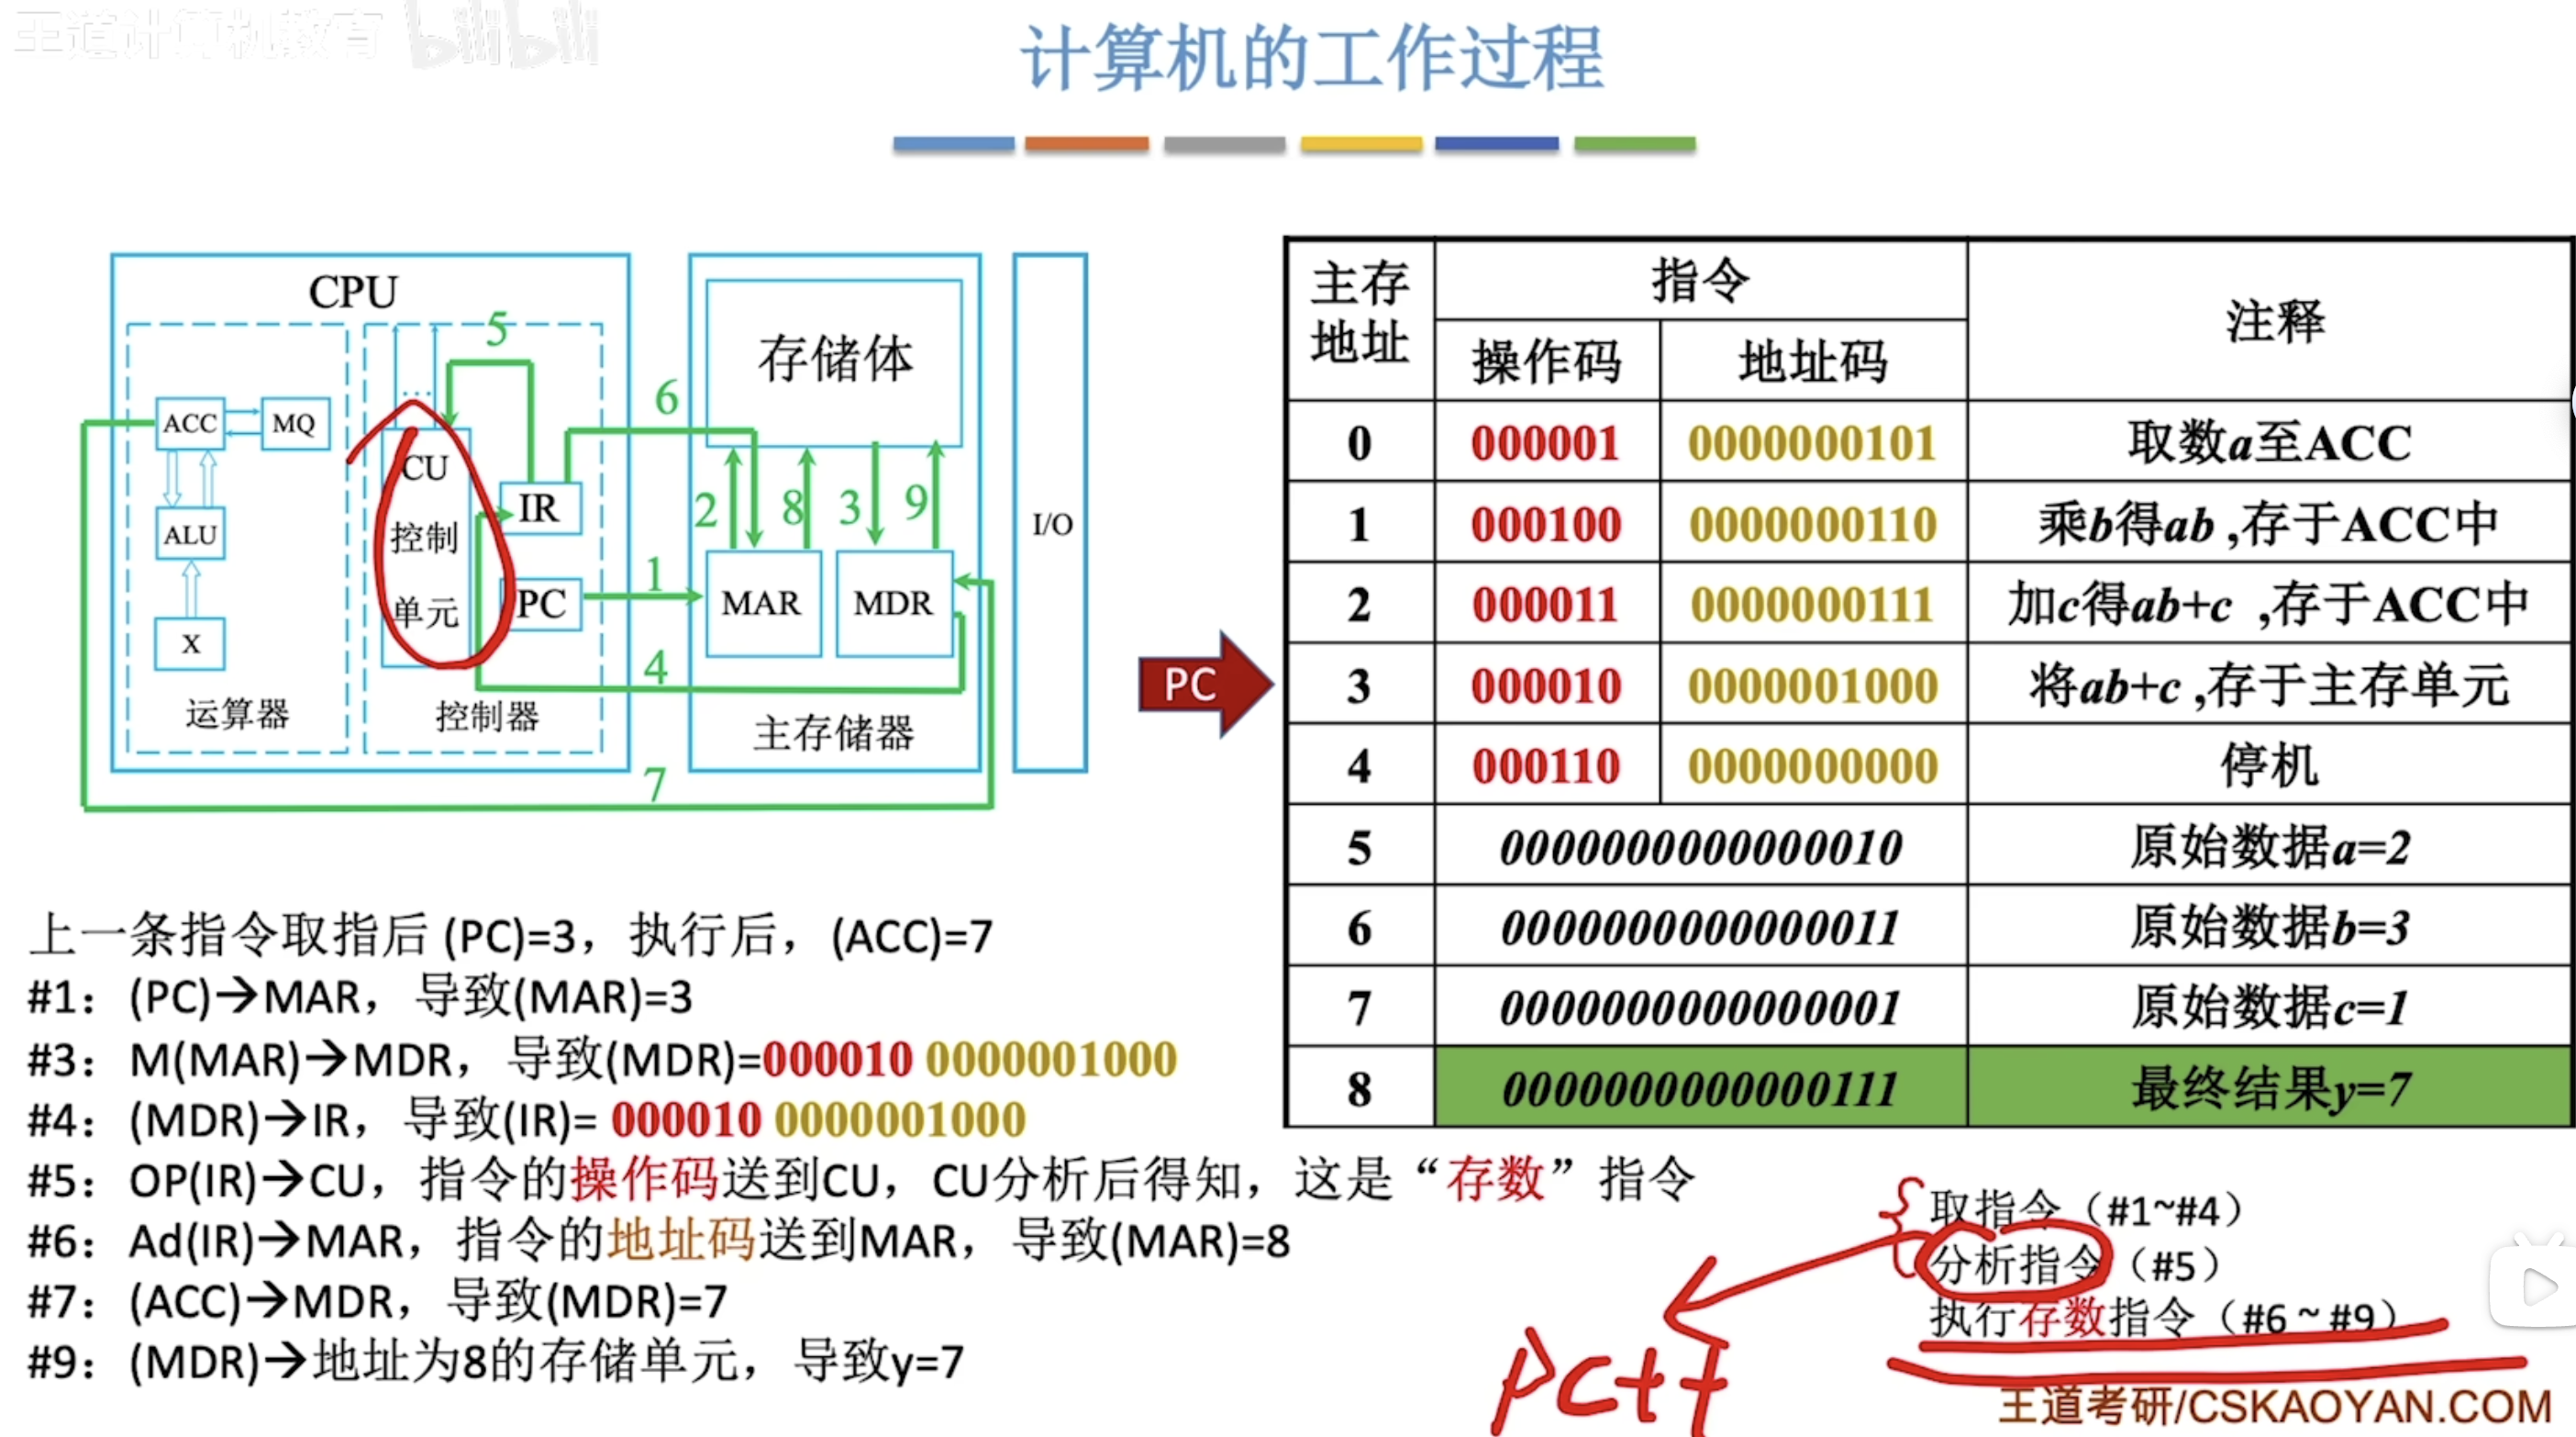 王道计算机教育 bilibili
计算机的工作过程
CPU
5
ACC
MQ
ALU
X
运算器
...
CU
控制
单元
IR
PC
控制器
6
1
4
7
存储体
2
8
3
9
MAR
MDR
主存储器
I/O
PC
主存地址 指令 注释
操作码 地址码
0 000001 0000000101 取数a至ACC
1 000100 0000000110 乘b得ab ,存于ACC中
2 000011 0000000111 加c得ab+c ,存于ACC中
3 000010 0000001000 将ab+c ,存于主存单元
4 000110 0000000000 停机
5 0000000000000010 原始数据a=2
6 0000000000000011 原始数据b=3
7 0000000000000001 原始数据c=1
8 0000000000000111 最终结果y=7
上一条指令取指后 (PC)=3，执行后，(ACC)=7
#1：(PC)→MAR，导致(MAR)=3
#3：M(MAR)→MDR，导致(MDR)=000010 0000001000
#4：(MDR)→IR，导致(IR)= 000010 0000001000
#5：OP(IR)→CU，指令的操作码送到CU，CU分析后得知，这是“存数”指令
#6：Ad(IR)→MAR，指令的地址码送到MAR，导致(MAR)=8
#7：(ACC)→MDR，导致(MDR)=7
#9：(MDR)→地址为8的存储单元，导致y=7
取指令（#1~#4）
分析指令（#5）
执行存数指令（#6 ~ #9）
PC++
王道考研/CSKAOYAN.COM